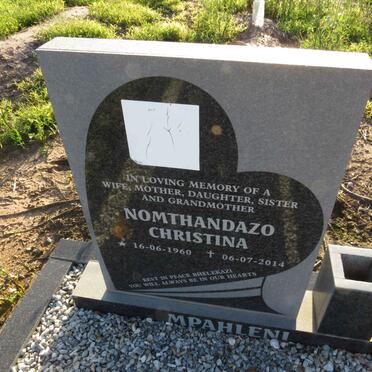 IN LOVING MEMORY OF A
WIFE, MOTHER, DAUGHTER, SISTER
AND GRANDMOTHER
NOMTHANDAZO
CHRISTINA
★ 16-06-1960 ✝ 06-07-2014
REST IN PEACE BHELEKAZI
YOU WILL ALWAYS BE IN OUR HEARTS
MPAHLENI